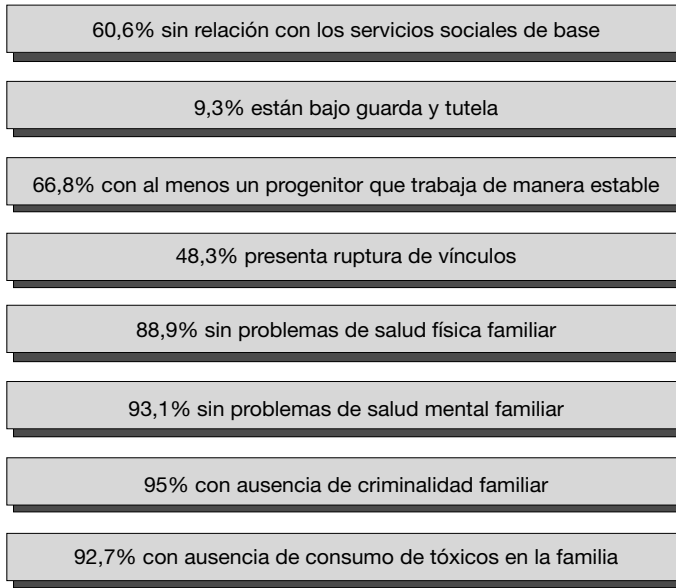 60,6% sin relación con los servicios sociales de base
9,3% están bajo guarda y tutela
66,8% con al menos un progenitor que trabaja de manera estable
48,3% presenta ruptura de vínculos
88,9% sin problemas de salud física familiar
93,1% sin problemas de salud mental familiar
95% con ausencia de criminalidad familiar
92,7% con ausencia de consumo de tóxicos en la familia